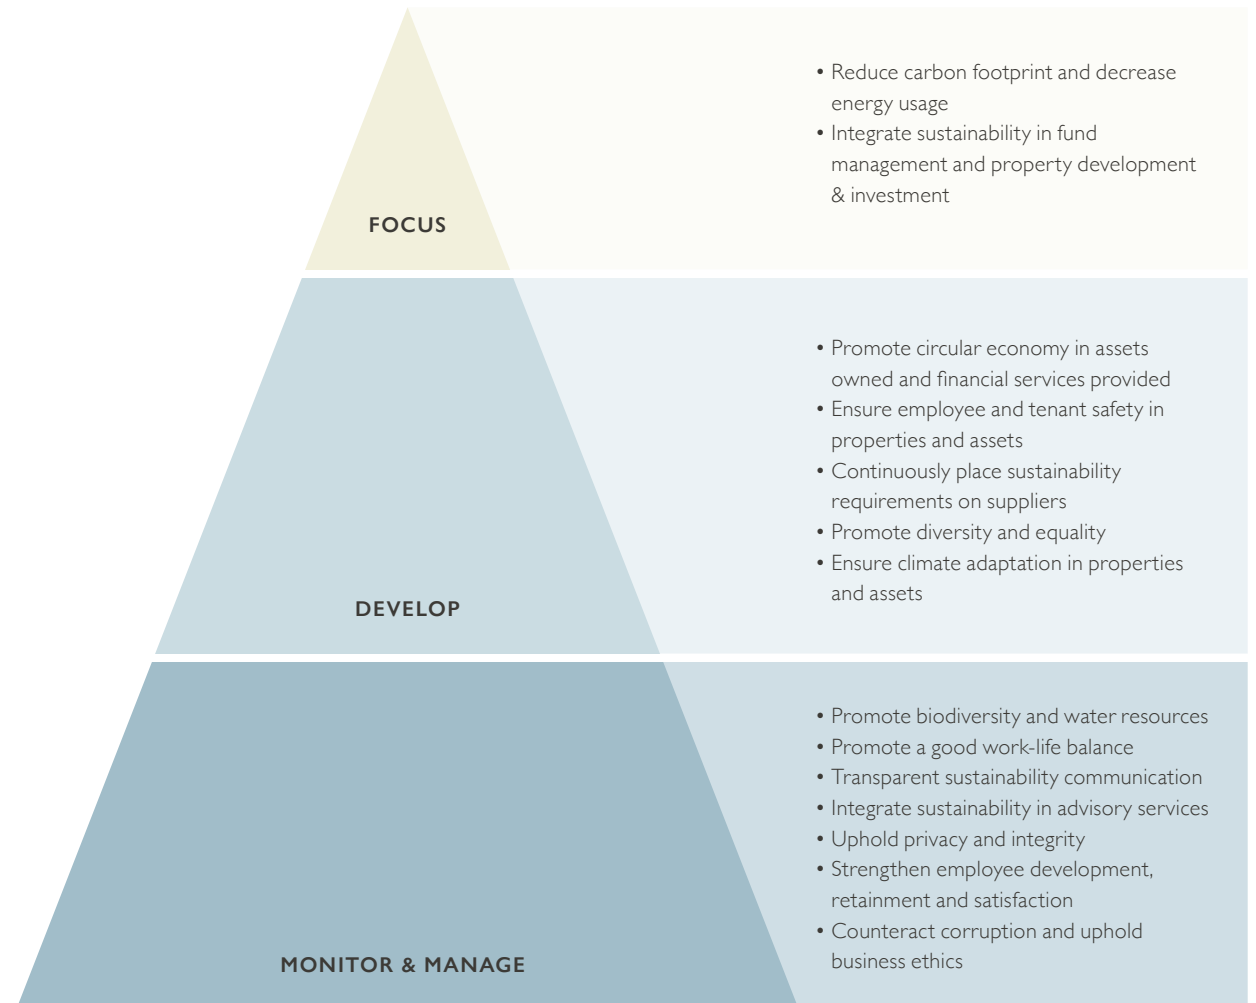 • Reduce carbon footprint and decrease
energy usage
• Integrate sustainability in fund
management and property development
& investment
FOCUS
• Promote circular economy in assets
owned and financial services provided
• Ensure employee and tenant safety in
properties and assets
• Continuously place sustainability
requirements on suppliers
• Promote diversity and equality
• Ensure climate adaptation in properties
and assets
DEVELOP
• Promote biodiversity and water resources
• Promote a good work-life balance
• Transparent sustainability communication
• Integrate sustainability in advisory services
• Uphold privacy and integrity
• Strengthen employee development,
retainment and satisfaction
• Counteract corruption and uphold
business ethics
MONITOR & MANAGE